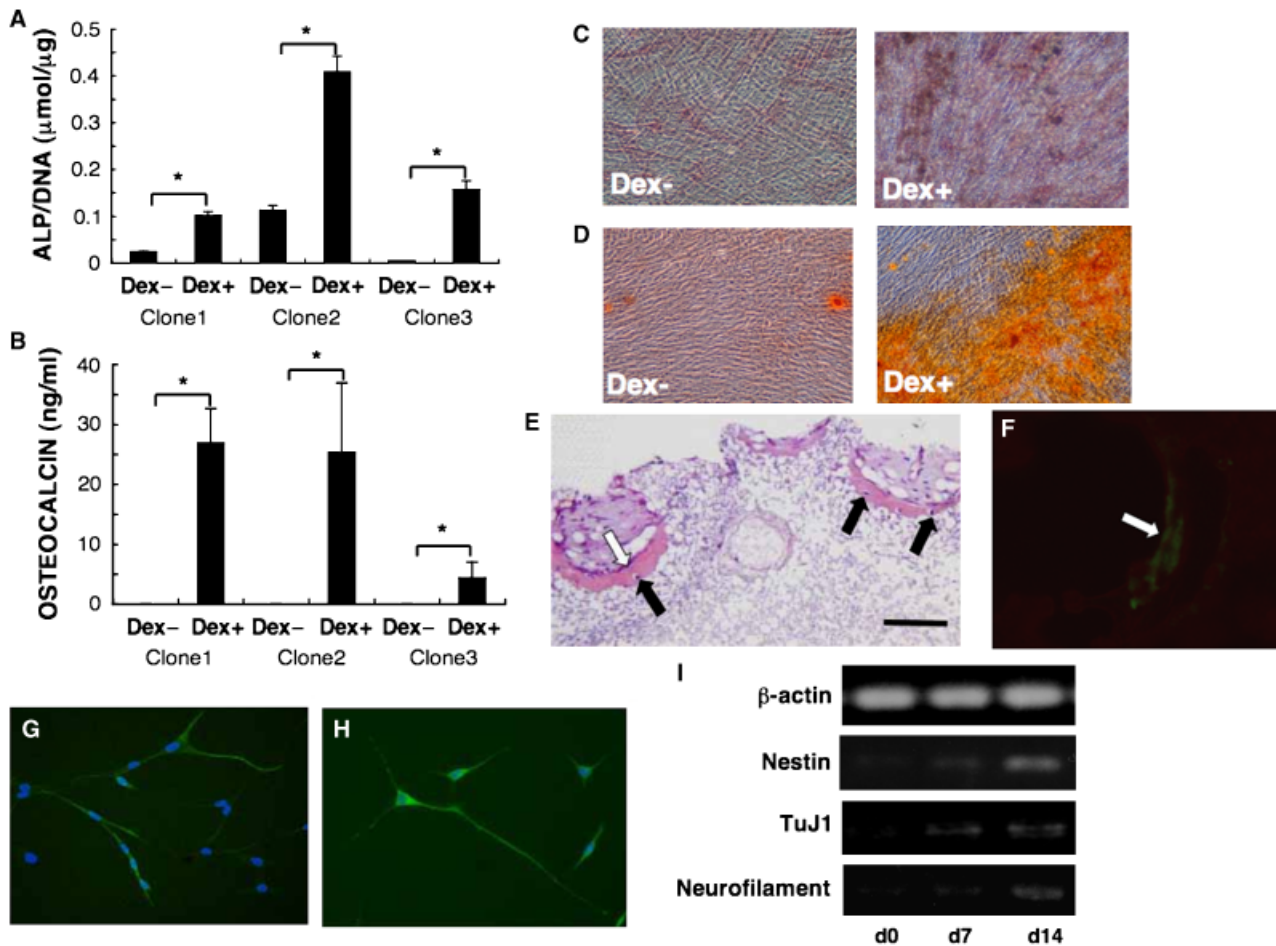 A
ALP/DNA (μmol/μg)
0.5
0.4
0.3
0.2
0.1
0
*
*
*
Dex− Dex+ Dex− Dex+ Dex− Dex+
Clone1 Clone2 Clone3
B
OSTEOCALCIN (ng/ml)
40
30
20
10
0
*
*
*
Dex− Dex+ Dex− Dex+ Dex− Dex+
Clone1 Clone2 Clone3
C
Dex-
Dex+
D
Dex-
Dex+
E
F
G
H
I
β-actin
Nestin
TuJ1
Neurofilament
d0 d7 d14